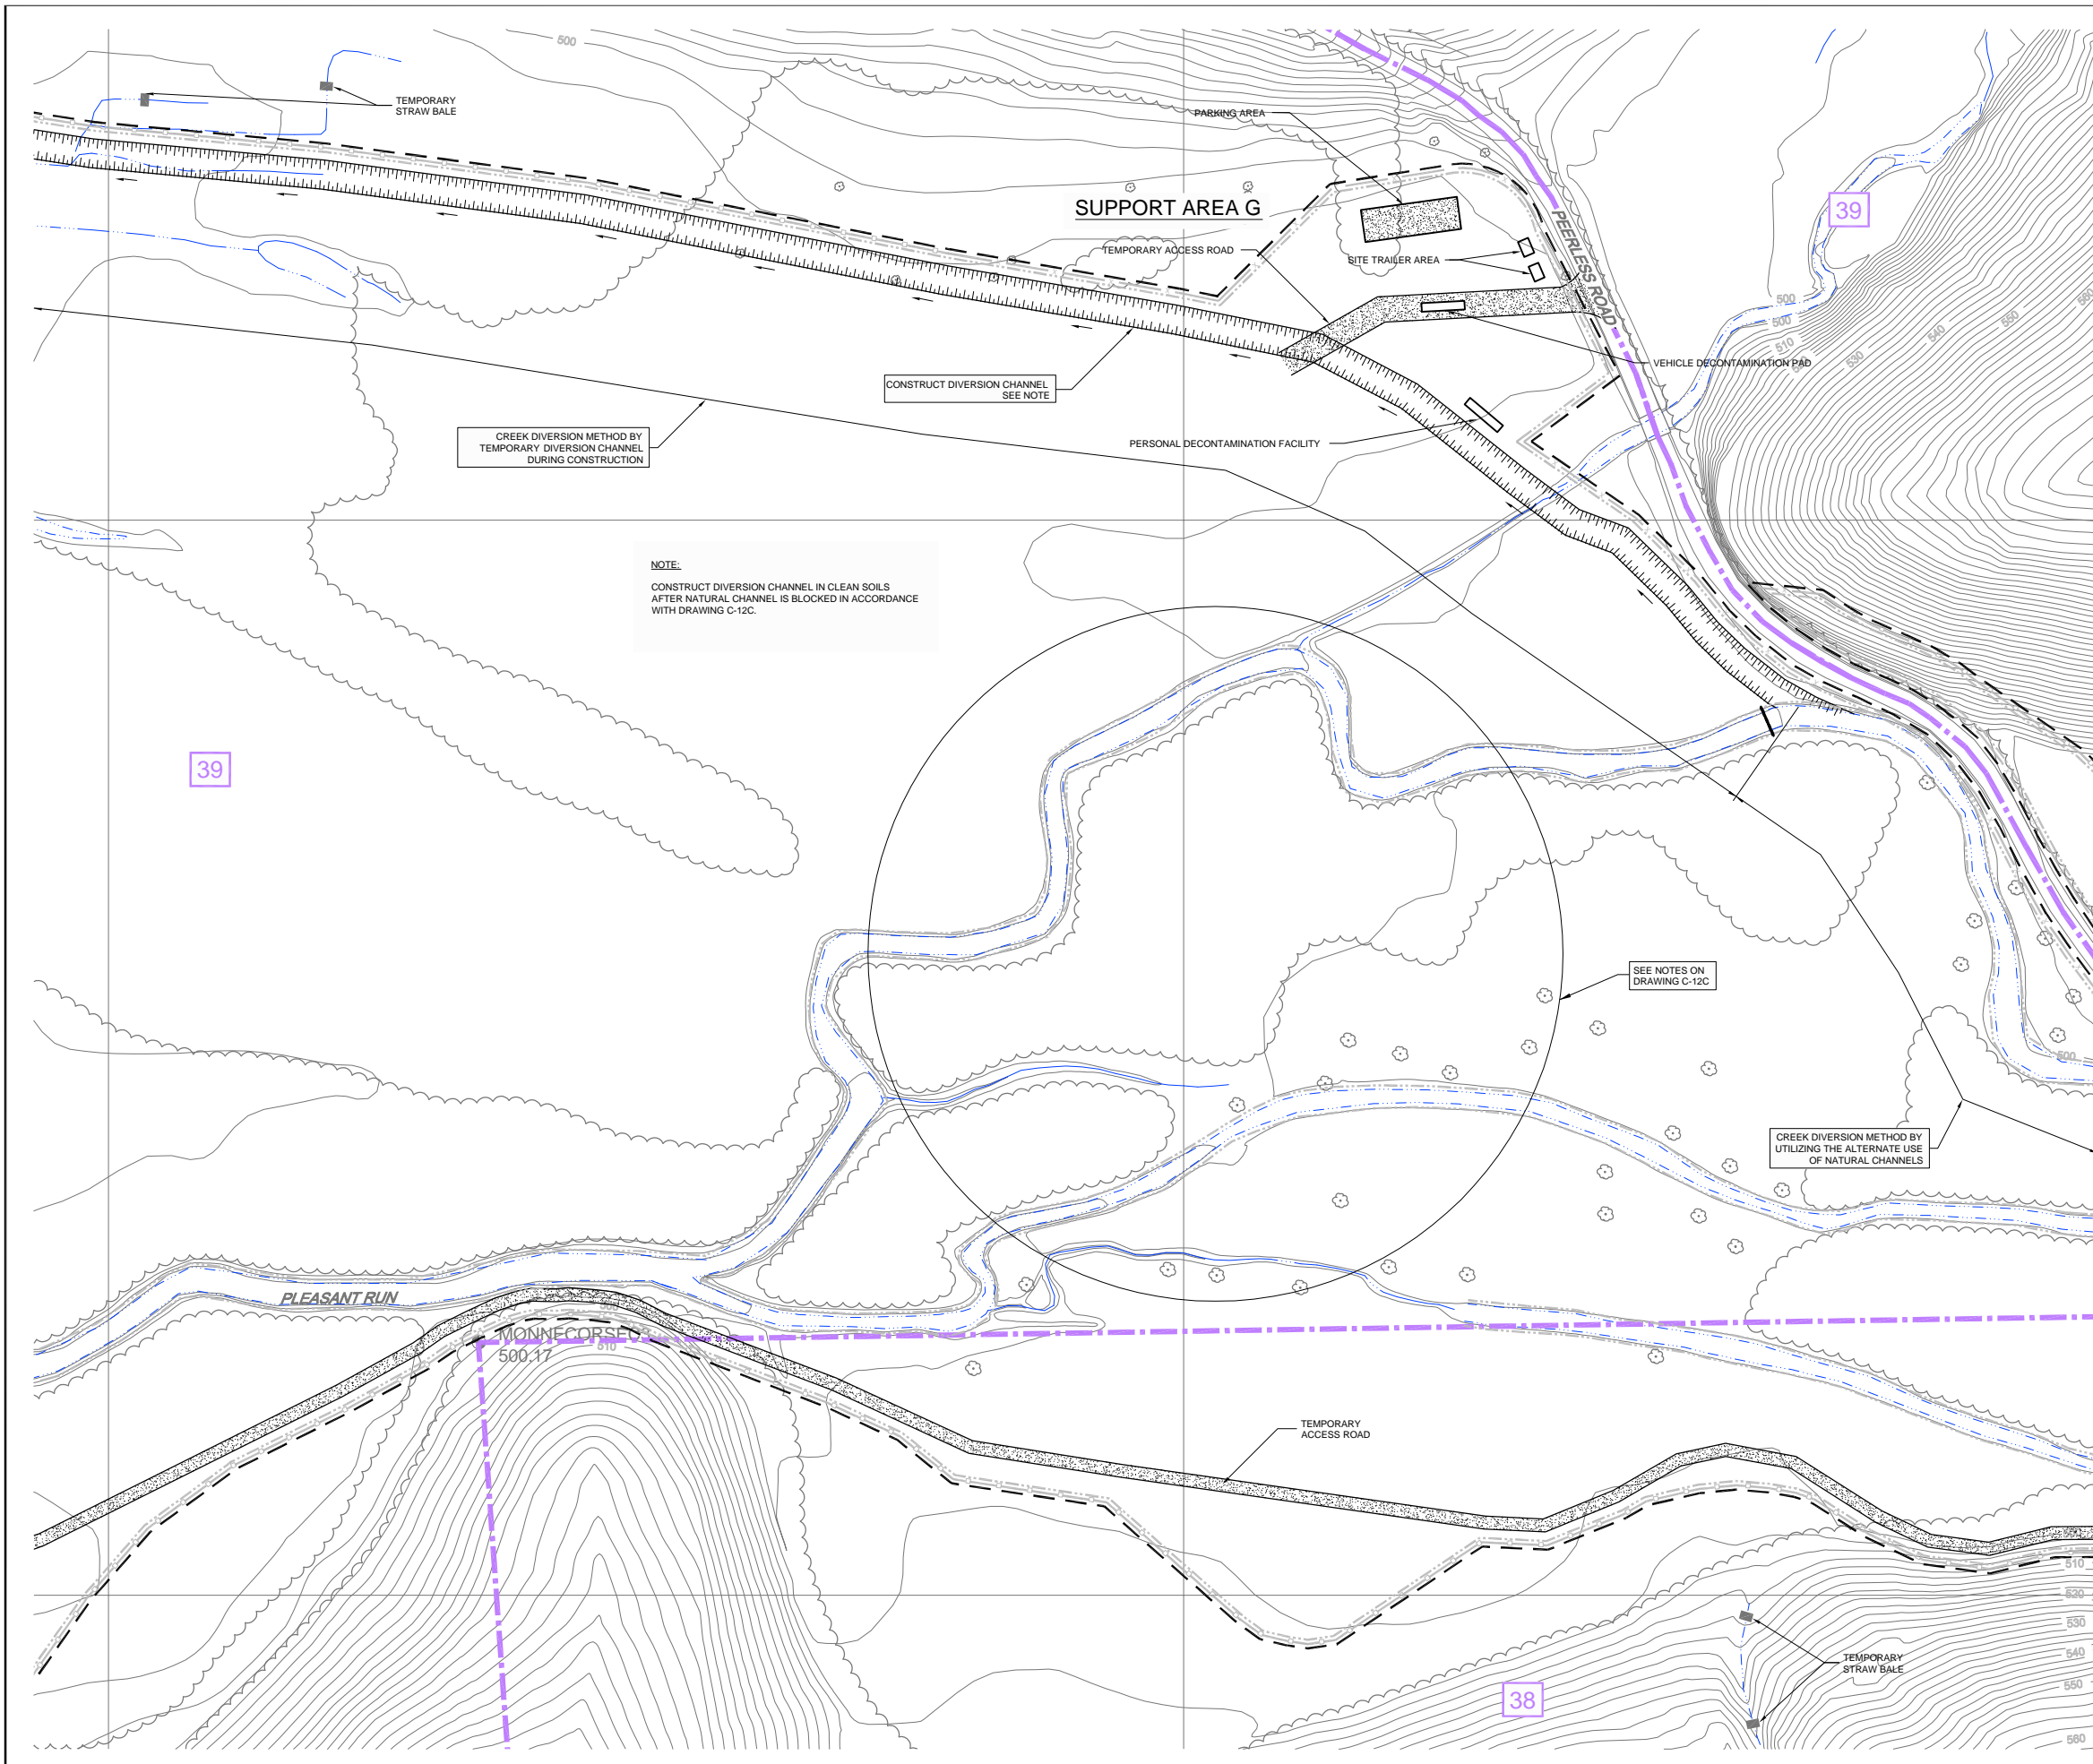 500
TEMPORARY
STRAW BALE
PARKING AREA
SUPPORT AREA G
39
TEMPORARY ACCESS ROAD
SITE TRAILER AREA
PEERLESS ROAD
500
500
510
530
540
550
560
VEHICLE DECONTAMINATION PAD
CONSTRUCT DIVERSION CHANNEL
SEE NOTE
CREEK DIVERSION METHOD BY
TEMPORARY DIVERSION CHANNEL
DURING CONSTRUCTION
PERSONAL DECONTAMINATION FACILITY
NOTE:
CONSTRUCT DIVERSION CHANNEL IN CLEAN SOILS
AFTER NATURAL CHANNEL IS BLOCKED IN ACCORDANCE
WITH DRAWING C-12C.
39
SEE NOTES ON
DRAWING C-12C
500
CREEK DIVERSION METHOD BY
UTILIZING THE ALTERNATE USE
OF NATURAL CHANNELS
PLEASANT RUN
MONNECORSEC
500.17
510
TEMPORARY
ACCESS ROAD
510
520
530
540
550
560
TEMPORARY
STRAW BALE
38